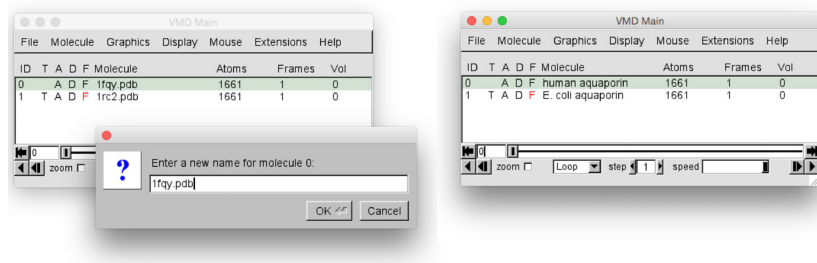 VMD Main
File Molecule Graphics Display Mouse Extensions Help
ID T A D F Molecule Atoms Frames Vol
0 A D F 1fqy.pdb 1661 1 0
1 T A D F 1rc2.pdb 1661 1 0
0
zoom
?
Enter a new name for molecule 0:
1fqy.pdb
OK Cancel
VMD Main
File Molecule Graphics Display Mouse Extensions Help
ID T A D F Molecule Atoms Frames Vol
0 A D F human aquaporin 1661 1 0
1 T A D F E. coli aquaporin 1661 1 0
0
zoom Loop step 1 speed